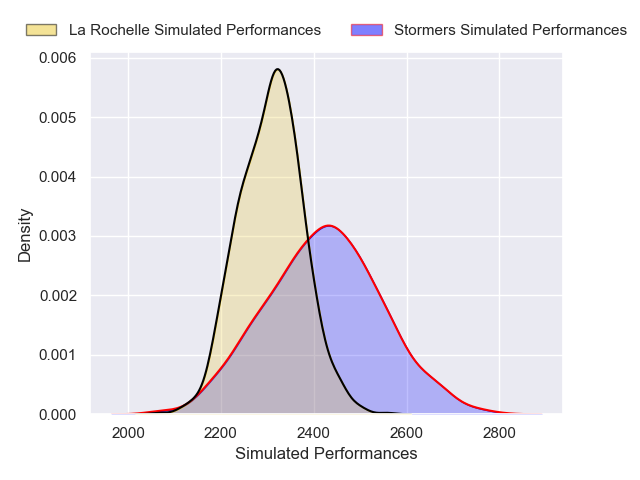 La Rochelle Simulated Performances Stormers Simulated Performances
0.006
0.005
0.004
0.003
0.002
0.001
0.000
Density
2000 2200 2400 2600 2800
Simulated Performances